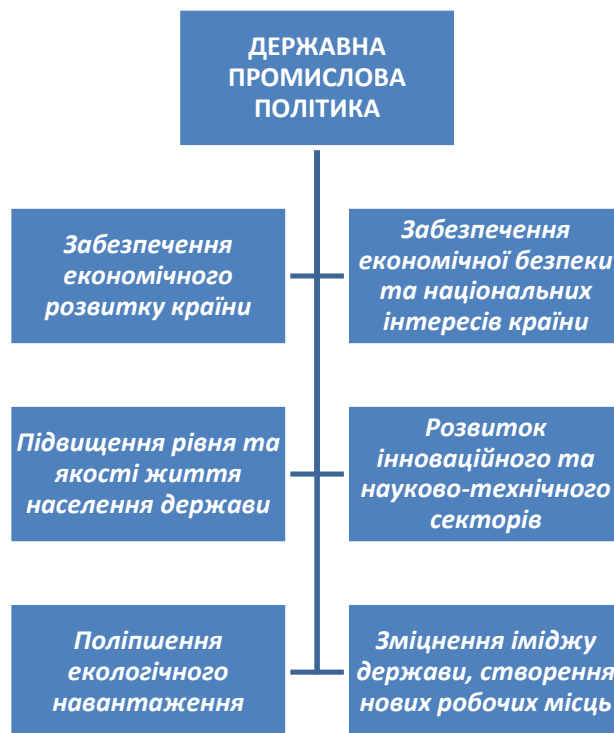 ДЕРЖАВНА
ПРОМИСЛОВА
ПОЛІТИКА
Забезпечення
економічного
розвитку країни
Забезпечення
економічної безпеки
та національних
інтересів країни
Підвищення рівня та
якості життя
населення держави
Розвиток
інноваційного та
науково-технічного
секторів
Поліпшення
екологічного
навантаження
Зміцнення іміджу
держави, створення
нових робочих місць